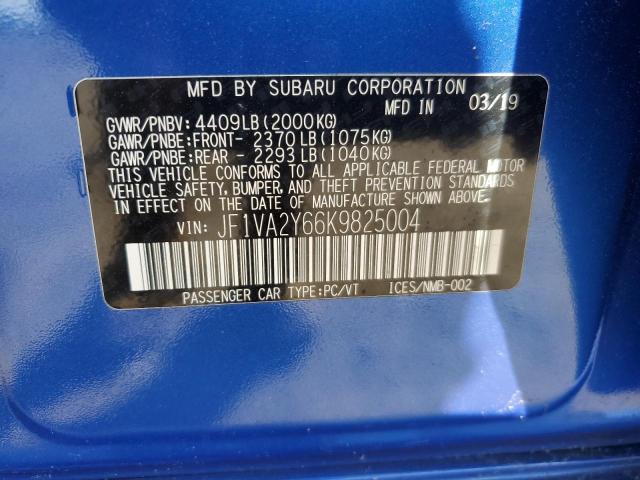 MFD BY SUBARU CORPORATION
MFD IN 03/19
GVWR/PNBV: 4409LB(2000KG)
GAWR/PNBE:FRONT- 2370LB(1075KG)
GAWR/PNBE:REAR - 2293LB(1040KG)
THIS VEHICLE CONFORMS TO ALL APPLICABLE FEDERAL MOTOR
VEHICLE SAFETY, BUMPER, AND THEFT PREVENTION STANDARDS
IN EFFECT ON THE DATE OF MANUFACTURE SHOWN ABOVE.
VIN: JF1VA2Y66K9825004
PASSENGER CAR TYPE:PC/VT ICES/NMB-002